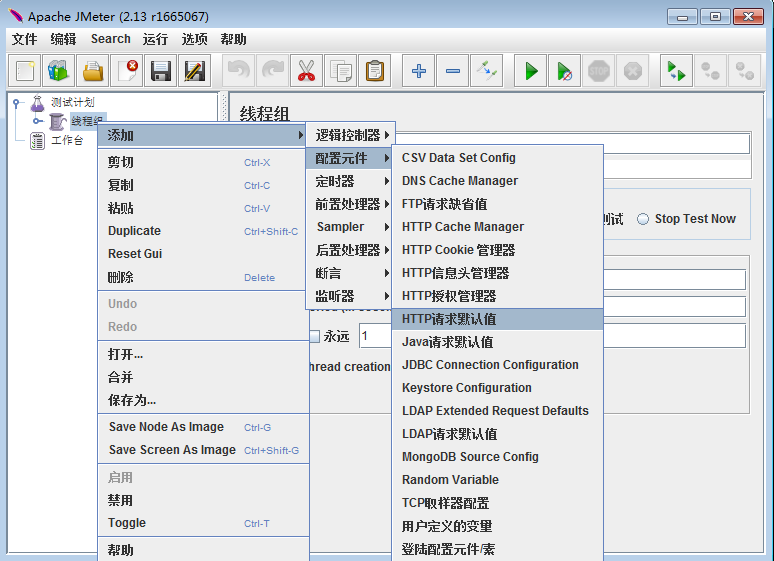 Apache JMeter (2.13 r1665067)
文件 编辑 Search 运行 选项 帮助
STOP
测试计划
线程组
工作台
线程组
添加
剪切 Ctrl-X
复制 Ctrl-C
粘贴 Ctrl-V
Duplicate Ctrl+Shift-C
Reset Gui
删除 Delete
Undo
Redo
打开...
合并
保存为...
Save Node As Image Ctrl-G
Save Screen As Image Ctrl+Shift-G
启用
禁用
Toggle Ctrl-T
帮助
逻辑控制器
配置元件
定时器
前置处理器
Sampler
后置处理器
断言
监听器
CSV Data Set Config
DNS Cache Manager
FTP请求缺省值
HTTP Cache Manager
HTTP Cookie 管理器
HTTP信息头管理器
HTTP授权管理器
HTTP请求默认值
Java请求默认值
JDBC Connection Configuration
Keystore Configuration
LDAP Extended Request Defaults
LDAP请求默认值
MongoDB Source Config
Random Variable
TCP取样器配置
用户定义的变量
登陆配置元件/素
测试 Stop Test Now
永远 1
hread creation